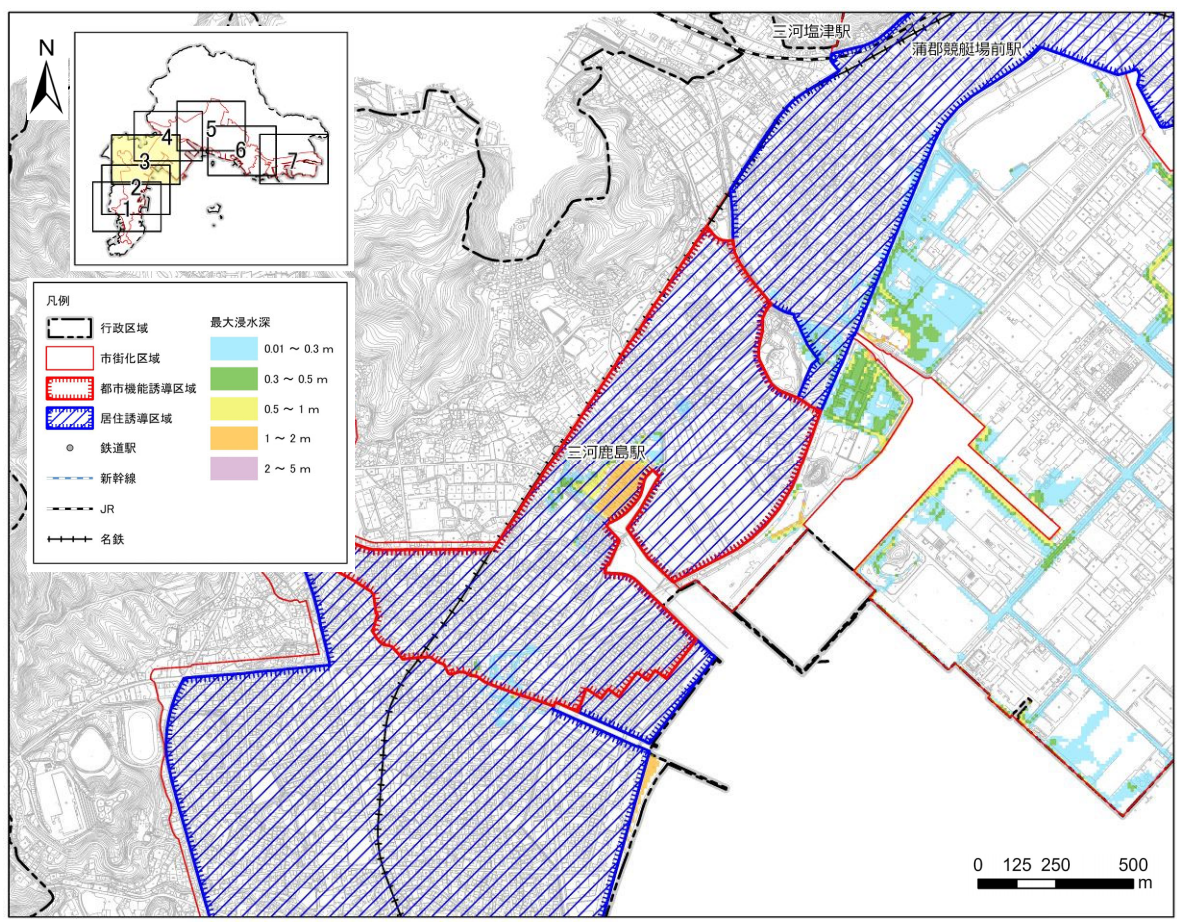 三河塩津駅
蒲郡競艇場前駅
N
5
4
6
7
3
2
1
凡例
行政区域
市街化区域
都市機能誘導区域
居住誘導区域
鉄道駅
新幹線
JR
名鉄
最大浸水深
0.01 ～ 0.3 m
0.3 ～ 0.5 m
0.5 ～ 1 m
1 ～ 2 m
2 ～ 5 m
三河鹿島駅
0 125 250 500
m